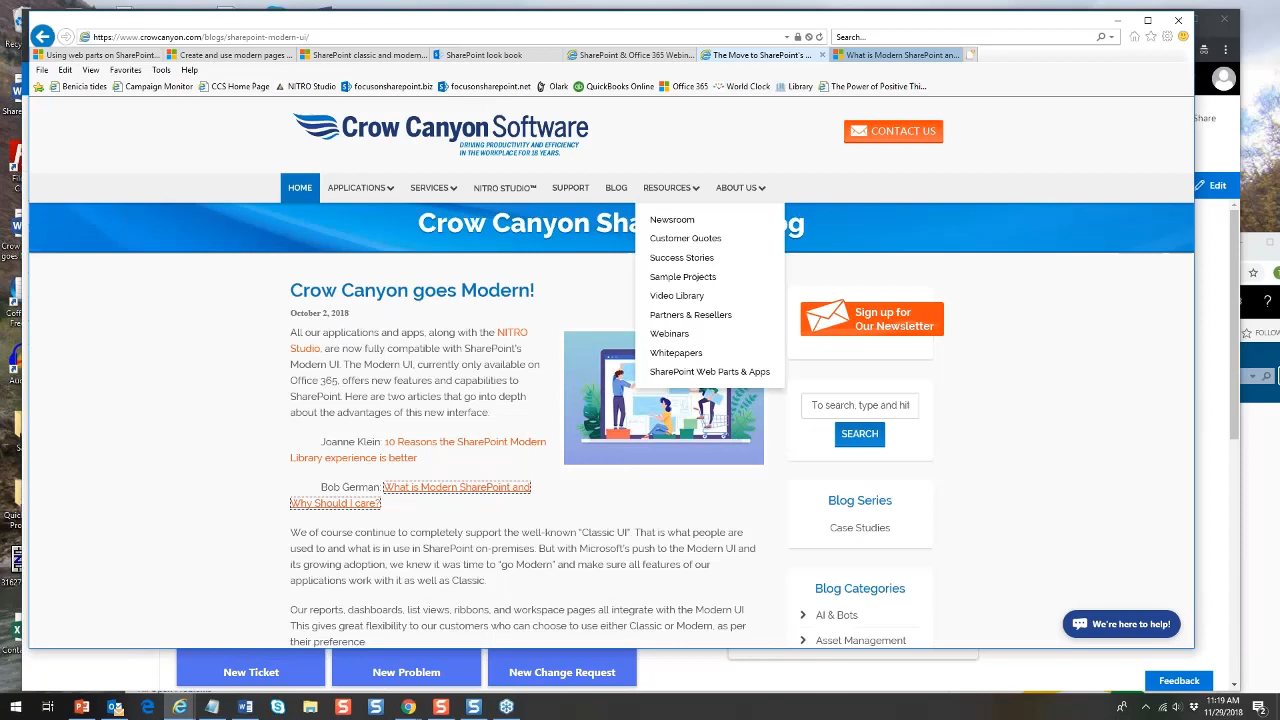 https://www.crowcanyon.com/blogs/sharepoint-modern-ui/
Search...
Using web parts on SharePoint...
Create and use modern pages ...
SharePoint classic and modern...
SharePoint lookbook
SharePoint & Office 365 Webin...
The Move to SharePoint's ...
What is Modern SharePoint an...
File Edit View Favorites Tools Help
Benicia tides
Campaign Monitor
CCS Home Page
NITRO Studio
focusonsharepoint.biz
focusonsharepoint.net
Olark
QuickBooks Online
Office 365
World Clock
Library
The Power of Positive Thi...
Share
Crow Canyon Software
DRIVING PRODUCTIVITY AND EFFICIENCY
IN THE WORKPLACE FOR 18 YEARS.
CONTACT US
HOME APPLICATIONS SERVICES NITRO STUDIO™ SUPPORT BLOG RESOURCES ABOUT US
Edit
Crow Canyon Sha og
Newsroom
Customer Quotes
Success Stories
Sample Projects
Video Library
Partners & Resellers
Webinars
Whitepapers
SharePoint Web Parts & Apps
Crow Canyon goes Modern!
October 2, 2018
All our applications and apps, along with the NITRO
Studio, are now fully compatible with SharePoint's
Modern UI. The Modern UI, currently only available on
Office 365, offers new features and capabilities to
SharePoint. Here are two articles that go into depth
about the advantages of this new interface.
Joanne Klein: 10 Reasons the SharePoint Modern
Library experience is better
Bob German: What is Modern SharePoint and
Why Should I care?
We of course continue to completely support the well-known "Classic UI". That is what people are
used to and what is in use in SharePoint on-premises. But with Microsoft's push to the Modern UI and
its growing adoption, we knew it was time to "go Modern" and make sure all features of our
applications work with it as well as Classic.
Our reports, dashboards, list views, ribbons, and workspace pages all integrate with the Modern UI
This gives great flexibility to our customers who can choose to use either Classic or Modern, as per
their preference.
Sign up for
Our Newsletter
To search, type and hit
SEARCH
Blog Series
Case Studies
Blog Categories
AI & Bots
Asset Management
FOLLOW
We're here to help!
New Ticket
New Problem
New Change Request
Feedback
11:19 AM
11/29/2018